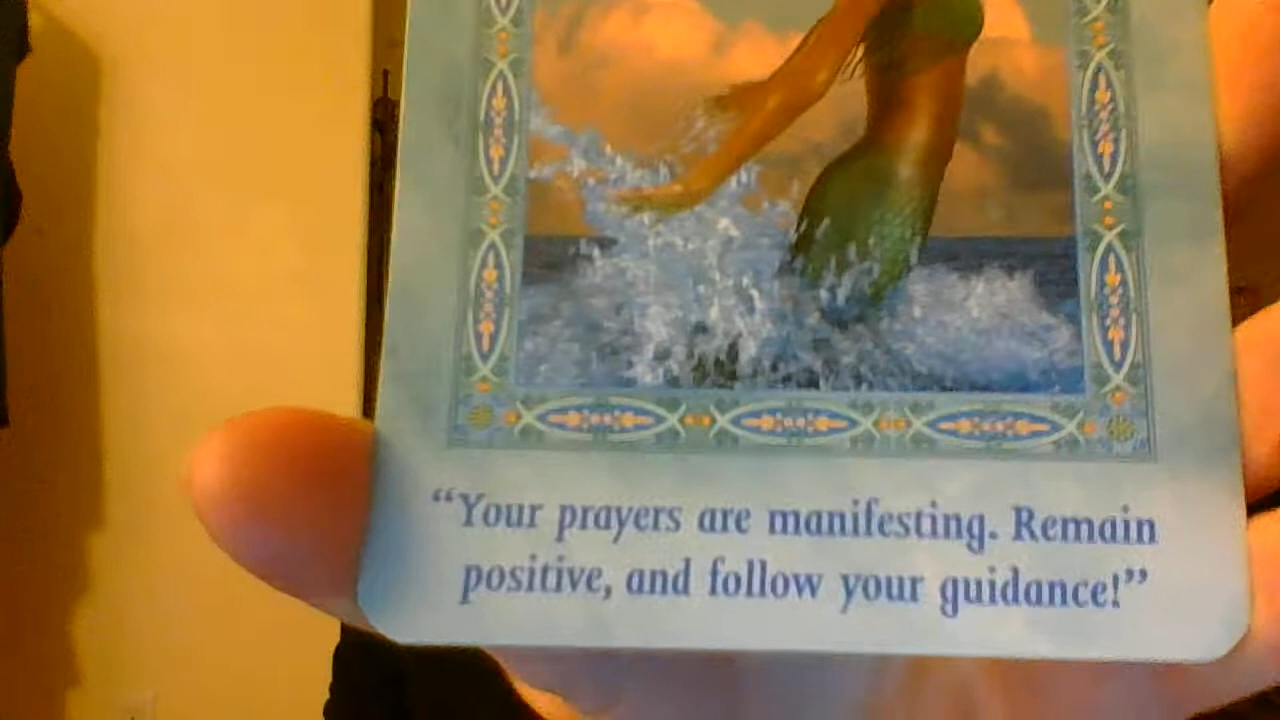 “Your prayers are manifesting. Remain
positive, and follow your guidance!”